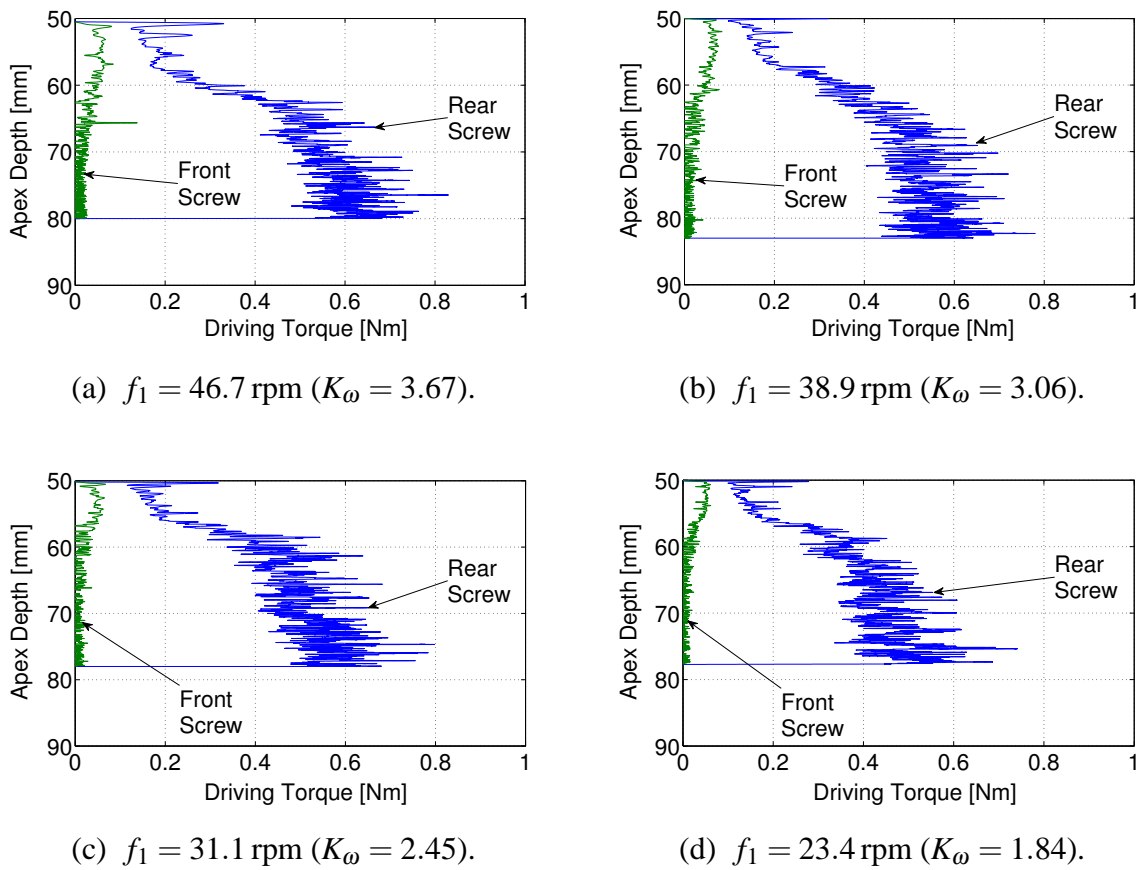 50
60
70
80
90
0
0.2
0.4
0.6
0.8
1
Apex Depth [mm]
Driving Torque [Nm]
Rear
Screw
Front
Screw
(a) f₁ = 46.7 rpm (K_ω = 3.67).
50
60
70
80
90
0
0.2
0.4
0.6
0.8
1
Apex Depth [mm]
Driving Torque [Nm]
Rear
Screw
Front
Screw
(b) f₁ = 38.9 rpm (K_ω = 3.06).
50
60
70
80
90
0
0.2
0.4
0.6
0.8
1
Apex Depth [mm]
Driving Torque [Nm]
Rear
Screw
Front
Screw
(c) f₁ = 31.1 rpm (K_ω = 2.45).
50
60
70
80
90
0
0.2
0.4
0.6
0.8
1
Apex Depth [mm]
Driving Torque [Nm]
Rear
Screw
Front
Screw
(d) f₁ = 23.4 rpm (K_ω = 1.84).